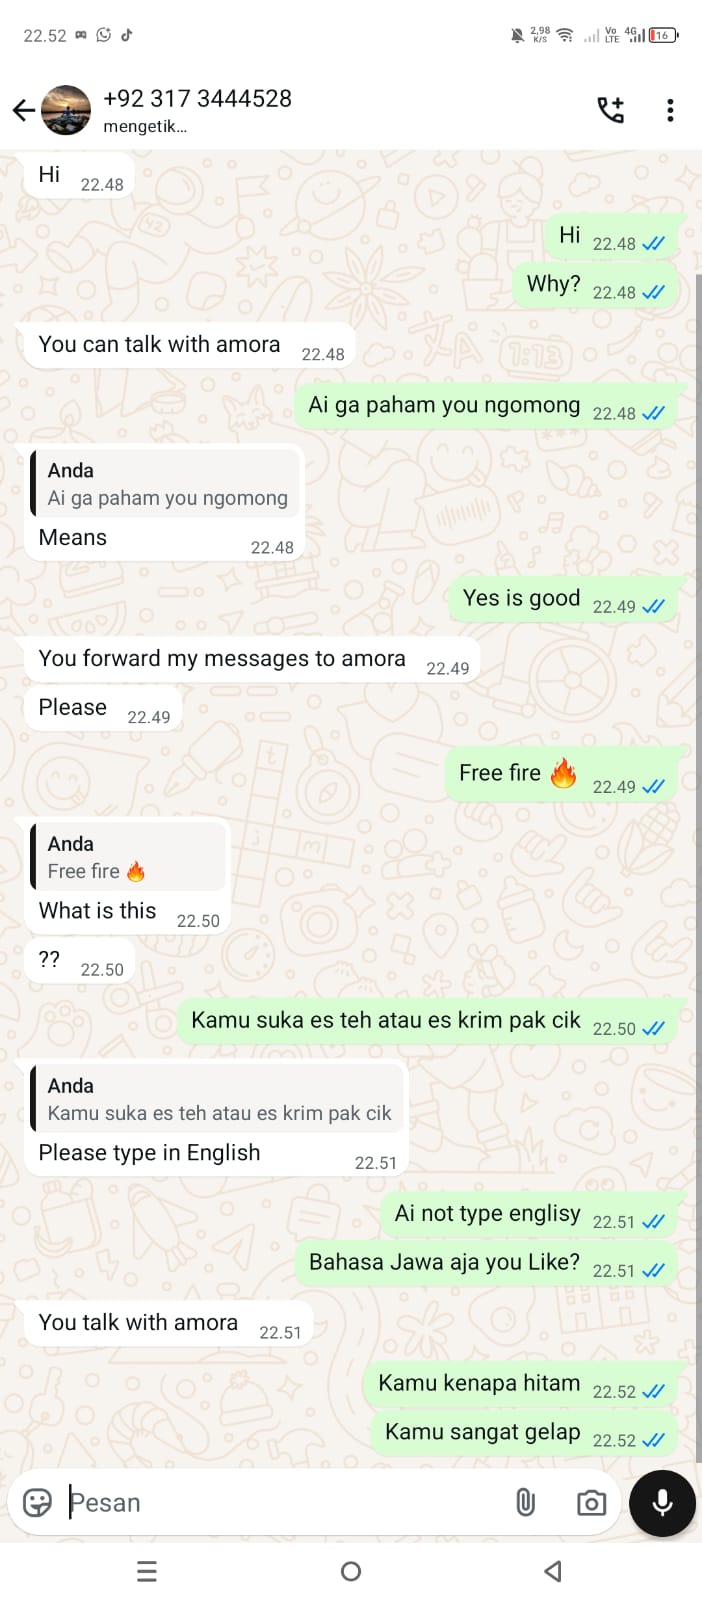 22.52
2,98 K/S
Vo LTE
4G
16
+92 317 3444528
mengetik...
Hi 22.48
Hi 22.48
Why? 22.48
You can talk with amora 22.48
Ai ga paham you ngomong 22.48
Anda
Ai ga paham you ngomong
Means 22.48
Yes is good 22.49
You forward my messages to amora 22.49
Please 22.49
Free fire 🔥 22.49
Anda
Free fire 🔥
What is this 22.50
?? 22.50
Kamu suka es teh atau es krim pak cik 22.50
Anda
Kamu suka es teh atau es krim pak cik
Please type in English 22.51
Ai not type englisy 22.51
Bahasa Jawa aja you Like? 22.51
You talk with amora 22.51
Kamu kenapa hitam 22.52
Kamu sangat gelap 22.52
Pesan